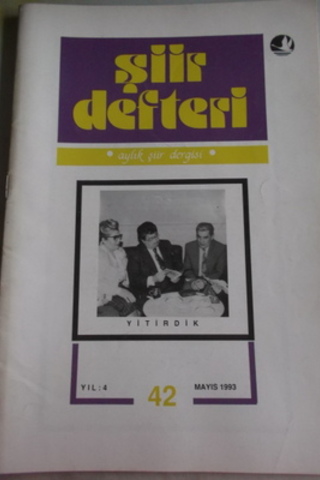 şiir
defteri
• aylık şiir dergisi •
YİTİRDİK
YIL: 4
42
MAYIS 1993